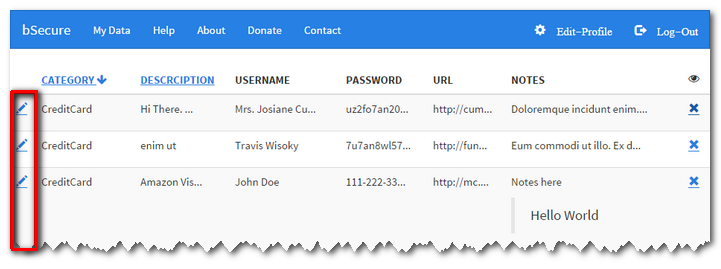 bSecure My Data Help About Donate Contact Edit-Profile Log-Out
CATEGORY DESCRCIPTION USERNAME PASSWORD URL NOTES
CreditCard Hi There. ... Mrs. Josiane Cu... uz2fo7an20... http://cum... Doloremque incidunt enim....
CreditCard enim ut Travis Wisoky 7u7an8wl57... http://fun... Eum commodi ut illo. Ex d...
CreditCard Amazon Vis... John Doe 111-222-33... http://mc.... Notes here
Hello World